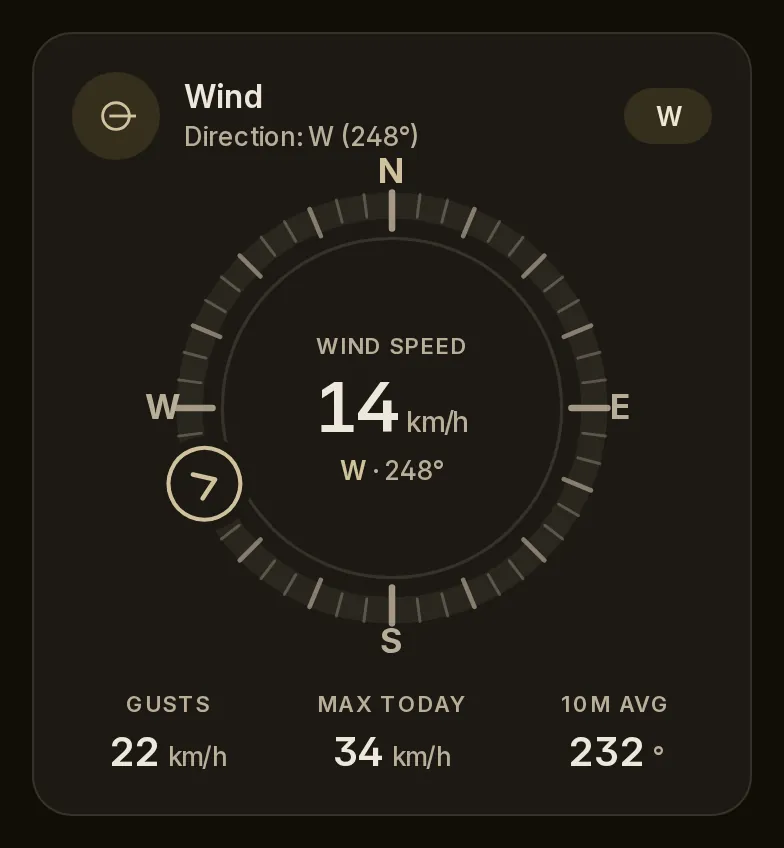 Wind
Direction: W (248°)
W
N
WIND SPEED
14 km/h
W · 248°
W
E
S
GUSTS
22 km/h
MAX TODAY
34 km/h
10M AVG
232 °